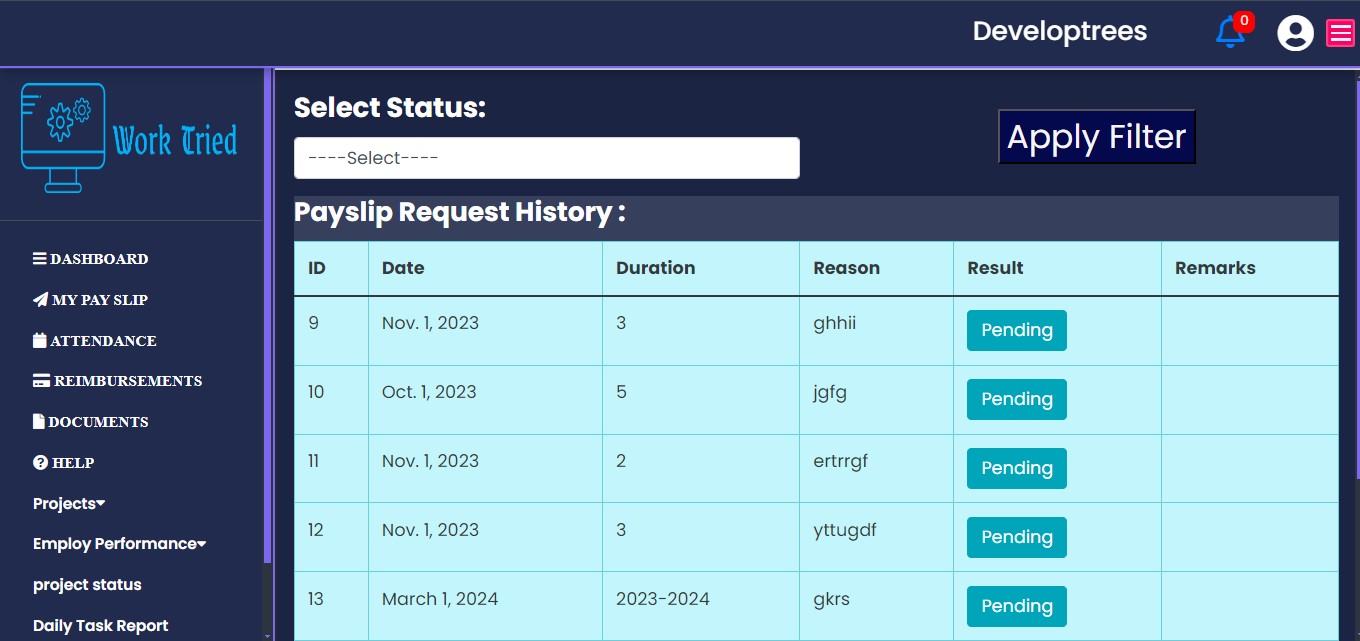 Developtrees
0
Work Tried
DASHBOARD
MY PAY SLIP
ATTENDANCE
REIMBURSEMENTS
DOCUMENTS
HELP
Projects
Employ Performance
project status
Daily Task Report
Select Status:
----Select----
Apply Filter
Payslip Request History :
ID Date Duration Reason Result Remarks
9 Nov. 1, 2023 3 ghhii Pending
10 Oct. 1, 2023 5 jgfg Pending
11 Nov. 1, 2023 2 ertrrgf Pending
12 Nov. 1, 2023 3 yttugdf Pending
13 March 1, 2024 2023-2024 gkrs Pending